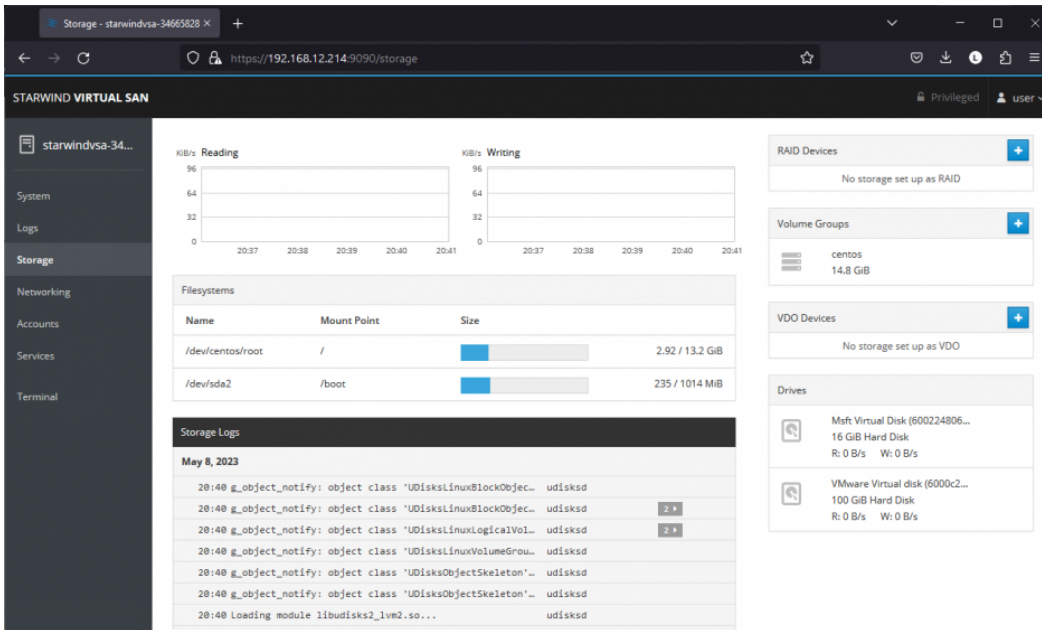 Storage - starwindvsa-34665828 × +
https://192.168.12.214:9090/storage
STARWIND VIRTUAL SAN
Privileged
user
starwindvsa-34...
System
Logs
Storage
Networking
Accounts
Services
Terminal
KiB/s Reading
96
64
32
0
20:37 20:38 20:39 20:40 20:41
KiB/s Writing
96
64
32
0
20:37 20:38 20:39 20:40 20:41
Filesystems
Name Mount Point Size
/dev/centos/root / 2.92 / 13.2 GiB
/dev/sda2 /boot 235 / 1014 MiB
Storage Logs
May 8, 2023
20:40 g_object_notify: object class 'UDisksLinuxBlockObjec… udisksd
20:40 g_object_notify: object class 'UDisksLinuxBlockObjec… udisksd 2
20:40 g_object_notify: object class 'UDisksLinuxLogicalVol… udisksd 2
20:40 g_object_notify: object class 'UDisksLinuxVolumeGrou… udisksd
20:40 g_object_notify: object class 'UDisksObjectSkeleton'… udisksd
20:40 g_object_notify: object class 'UDisksObjectSkeleton'… udisksd
20:40 Loading module libudisks2_lvm2.so... udisksd
RAID Devices
No storage set up as RAID
Volume Groups
centos
14.8 GiB
VDO Devices
No storage set up as VDO
Drives
Msft Virtual Disk (600224806...
16 GiB Hard Disk
R: 0 B/s W: 0 B/s
VMware Virtual disk (6000c2...
100 GiB Hard Disk
R: 0 B/s W: 0 B/s